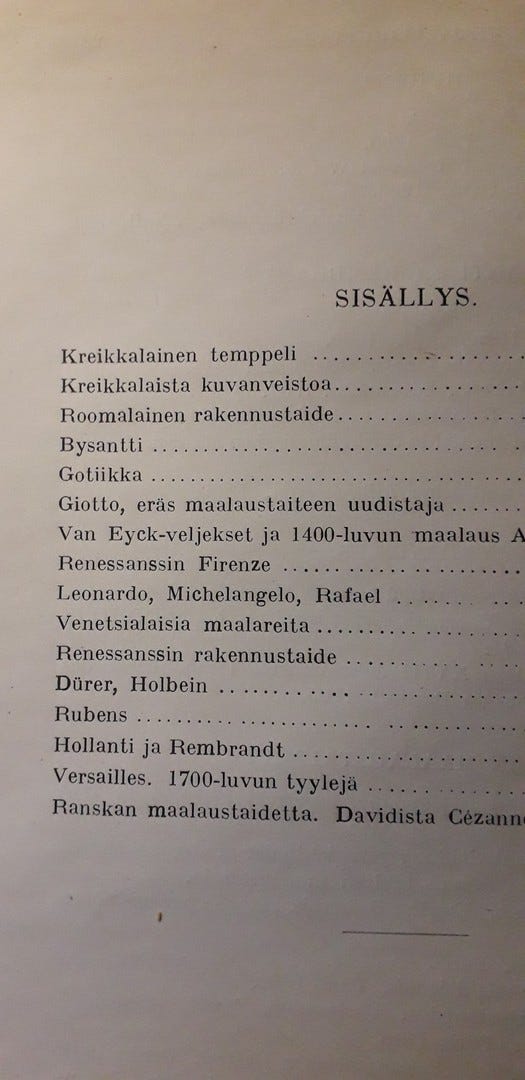 SISÄLLYS.
Kreikkalainen temppeli ..................
Kreikkalaista kuvanveistoa..................
Roomalainen rakennustaide..................
Bysantti ..................
Gotiikka ..................
Giotto, eräs maalaustaiteen uudistaja ........
Van Eyck-veljekset ja 1400-luvun maalaus A
Renessanssin Firenze ..................
Leonardo, Michelangelo, Rafael ............
Venetsialaisia maalareita ..................
Renessanssin rakennustaide ..................
Dürer, Holbein ..................
Rubens ..................
Hollanti ja Rembrandt ..................
Versailles. 1700-luvun tyylejä ..............
Ranskan maalaustaidetta. Davidista Cézanne